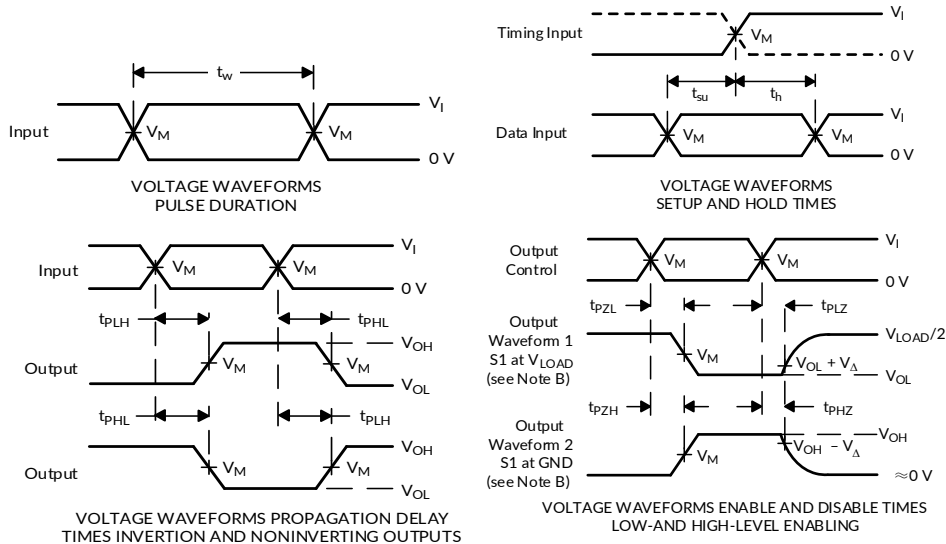 t_w
V_I
Input
V_M
V_M
0 V
VOLTAGE WAVEFORMS
PULSE DURATION
V_I
Timing Input
V_M
0 V
t_su
t_h
V_I
Data Input
V_M
V_M
0 V
VOLTAGE WAVEFORMS
SETUP AND HOLD TIMES
V_I
Input
V_M
V_M
0 V
t_PLH
t_PHL
V_OH
Output
V_M
V_M
V_OL
t_PHL
t_PLH
V_OH
Output
V_M
V_M
V_OL
VOLTAGE WAVEFORMS PROPAGATION DELAY
TIMES INVERTION AND NONINVERTING OUTPUTS
Output
Control
V_I
V_M
V_M
0 V
t_PZL
t_PLZ
Output
Waveform 1
S1 at V_LOAD
(see Note B)
V_LOAD/2
V_M
V_OL + V_Δ
V_OL
t_PZH
t_PHZ
Output
Waveform 2
S1 at GND
(see Note B)
V_OH
V_OH – V_Δ
V_M
≈0 V
VOLTAGE WAVEFORMS ENABLE AND DISABLE TIMES
LOW-AND HIGH-LEVEL ENABLING